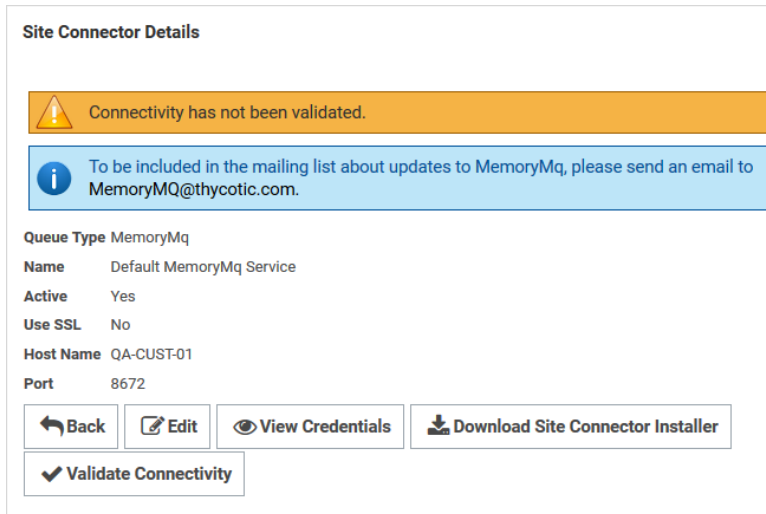 Site Connector Details
Connectivity has not been validated.
To be included in the mailing list about updates to MemoryMq, please send an email to
MemoryMQ@thycotic.com.
Queue Type MemoryMq
Name Default MemoryMq Service
Active Yes
Use SSL No
Host Name QA-CUST-01
Port 8672
Back Edit View Credentials Download Site Connector Installer
Validate Connectivity